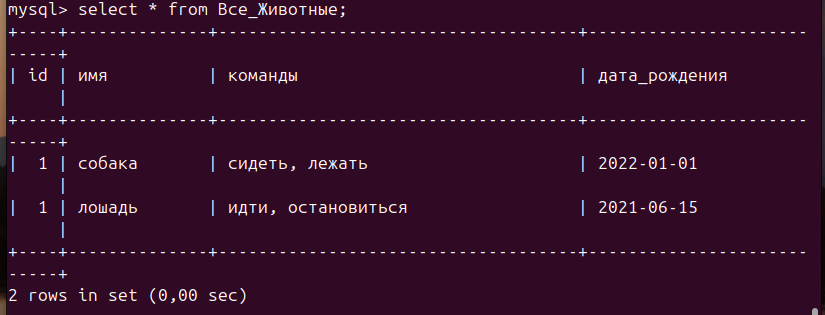 mysql> select * from Все_Животные;
+----+--------------+------------------------------------+----------------------
-----+
| id | имя          | команды                            | дата_рождения
     |
+----+--------------+------------------------------------+----------------------
-----+
|  1 | собака       | сидеть, лежать                     | 2022-01-01
     |
|  1 | лошадь       | идти, остановиться                 | 2021-06-15
     |
+----+--------------+------------------------------------+----------------------
-----+
2 rows in set (0,00 sec)